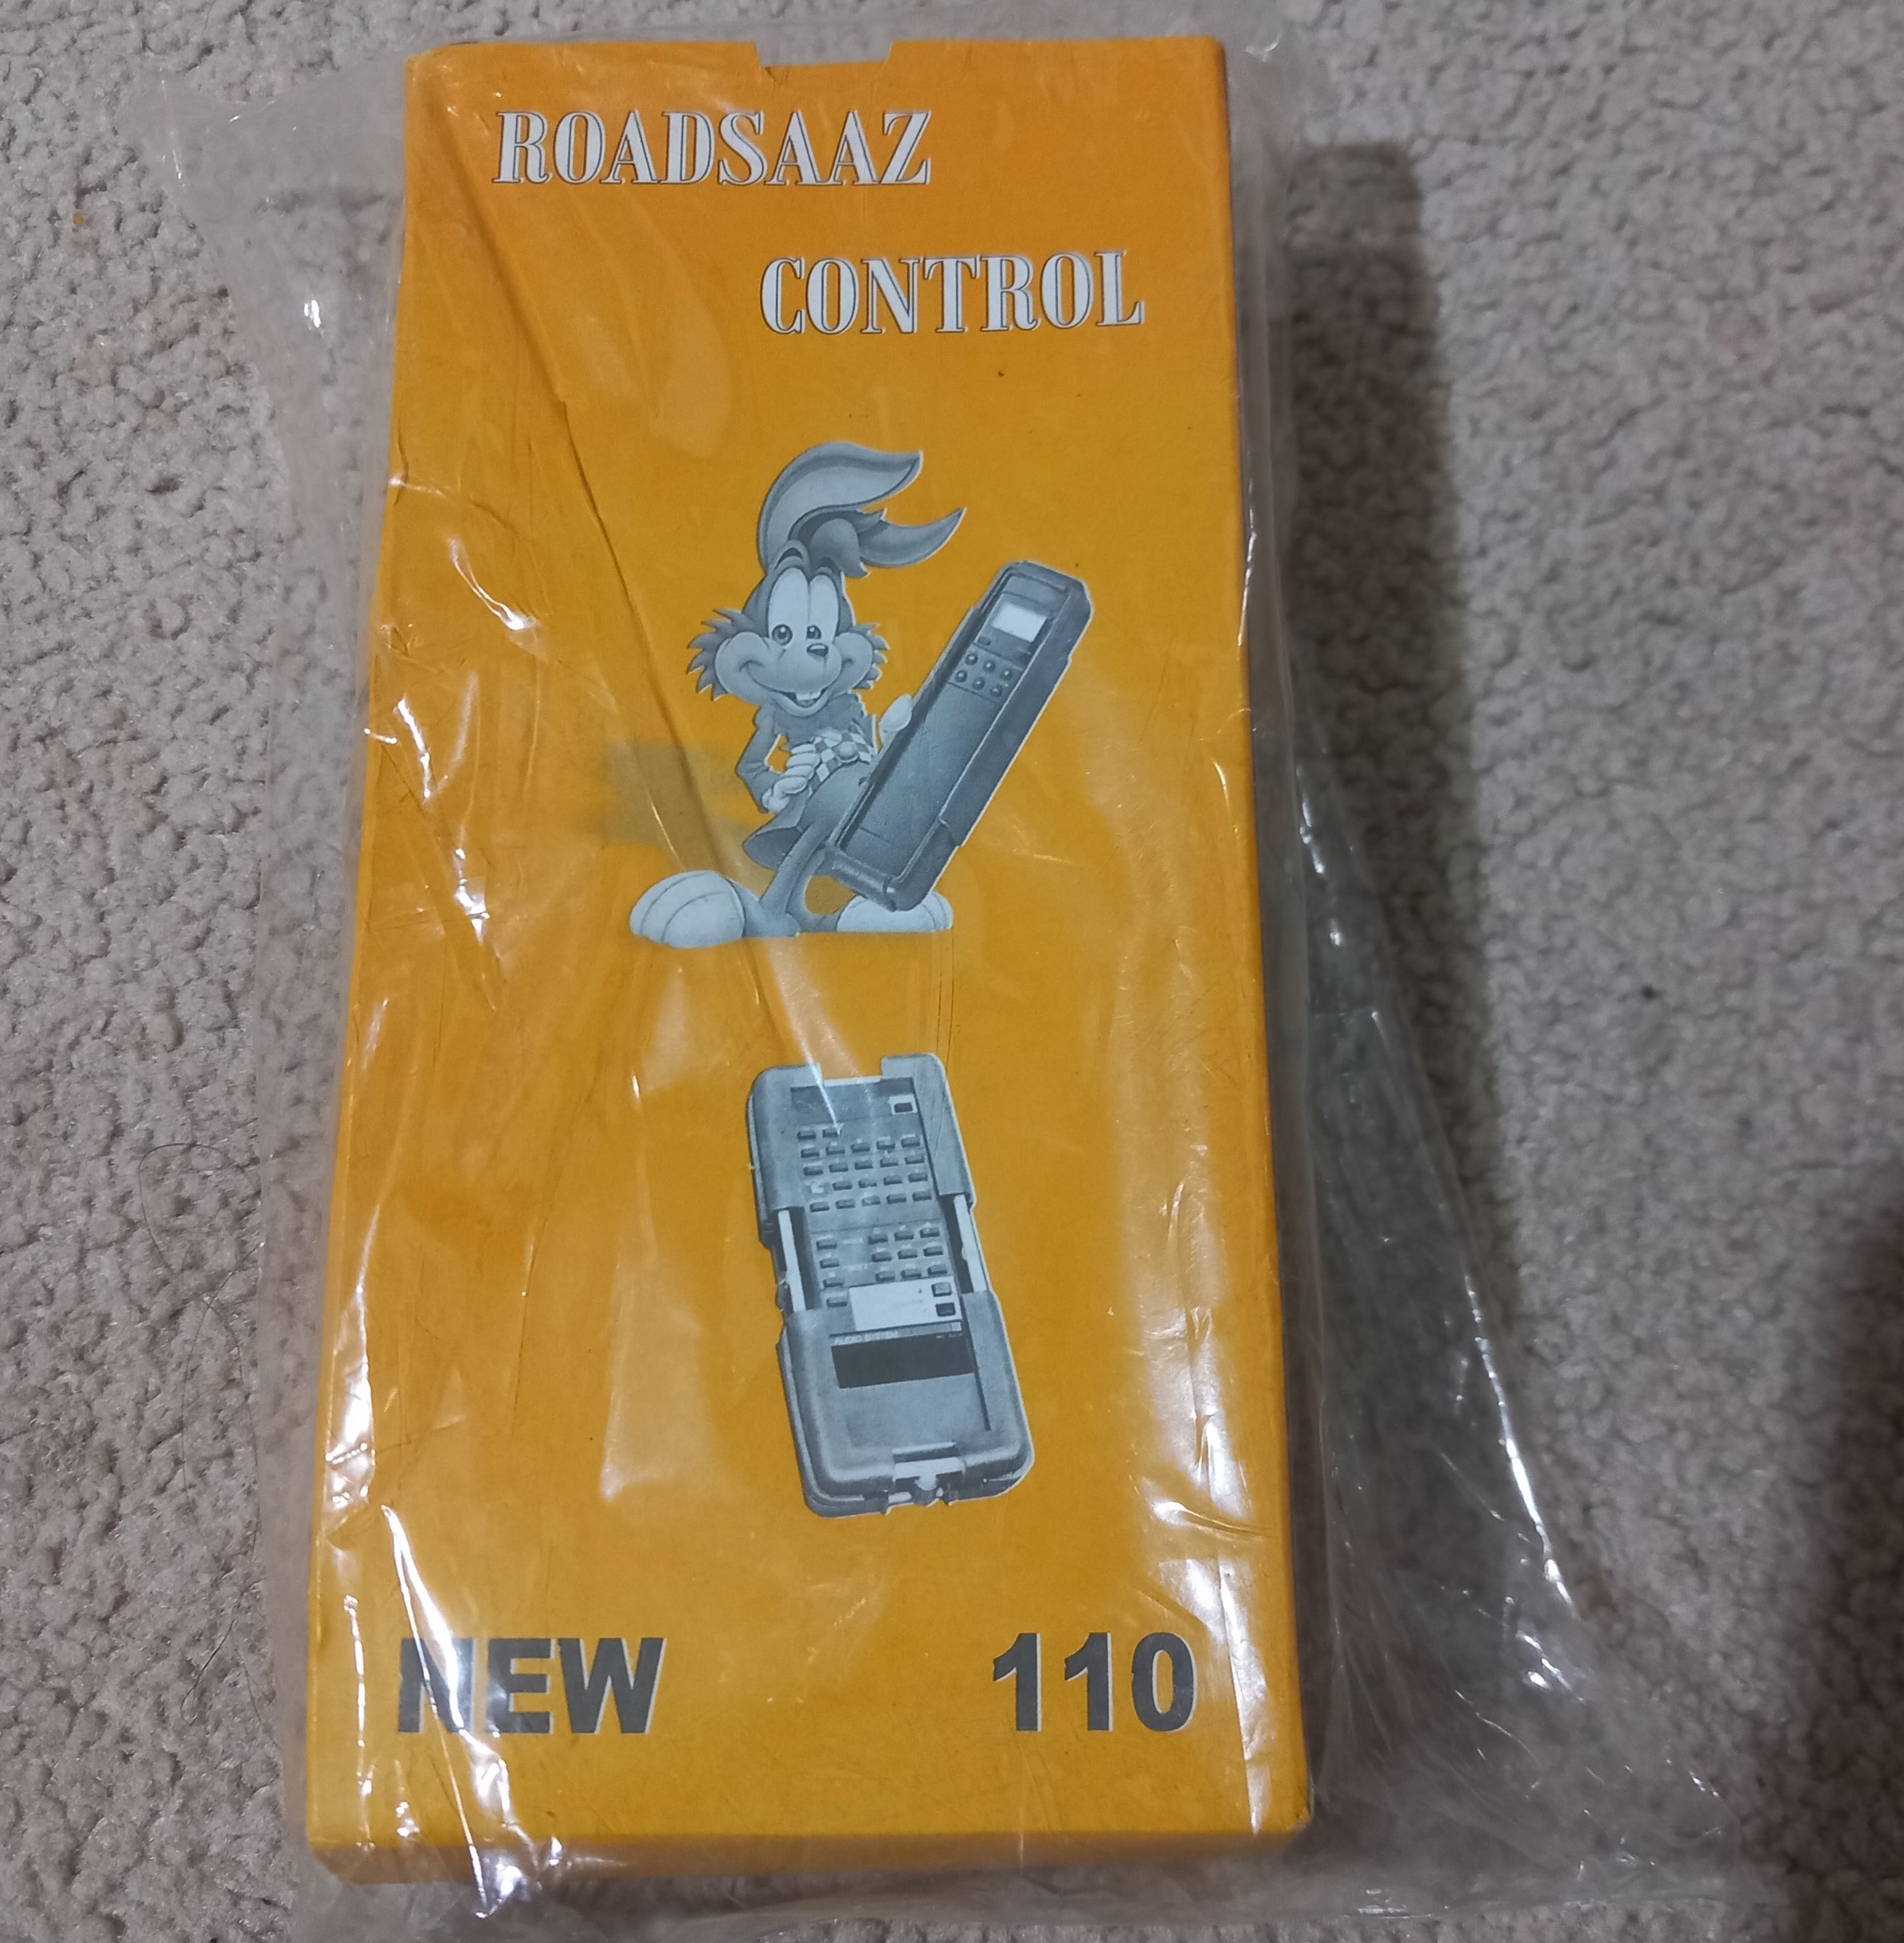 ROADSAAZ
CONTROL
NEW 110